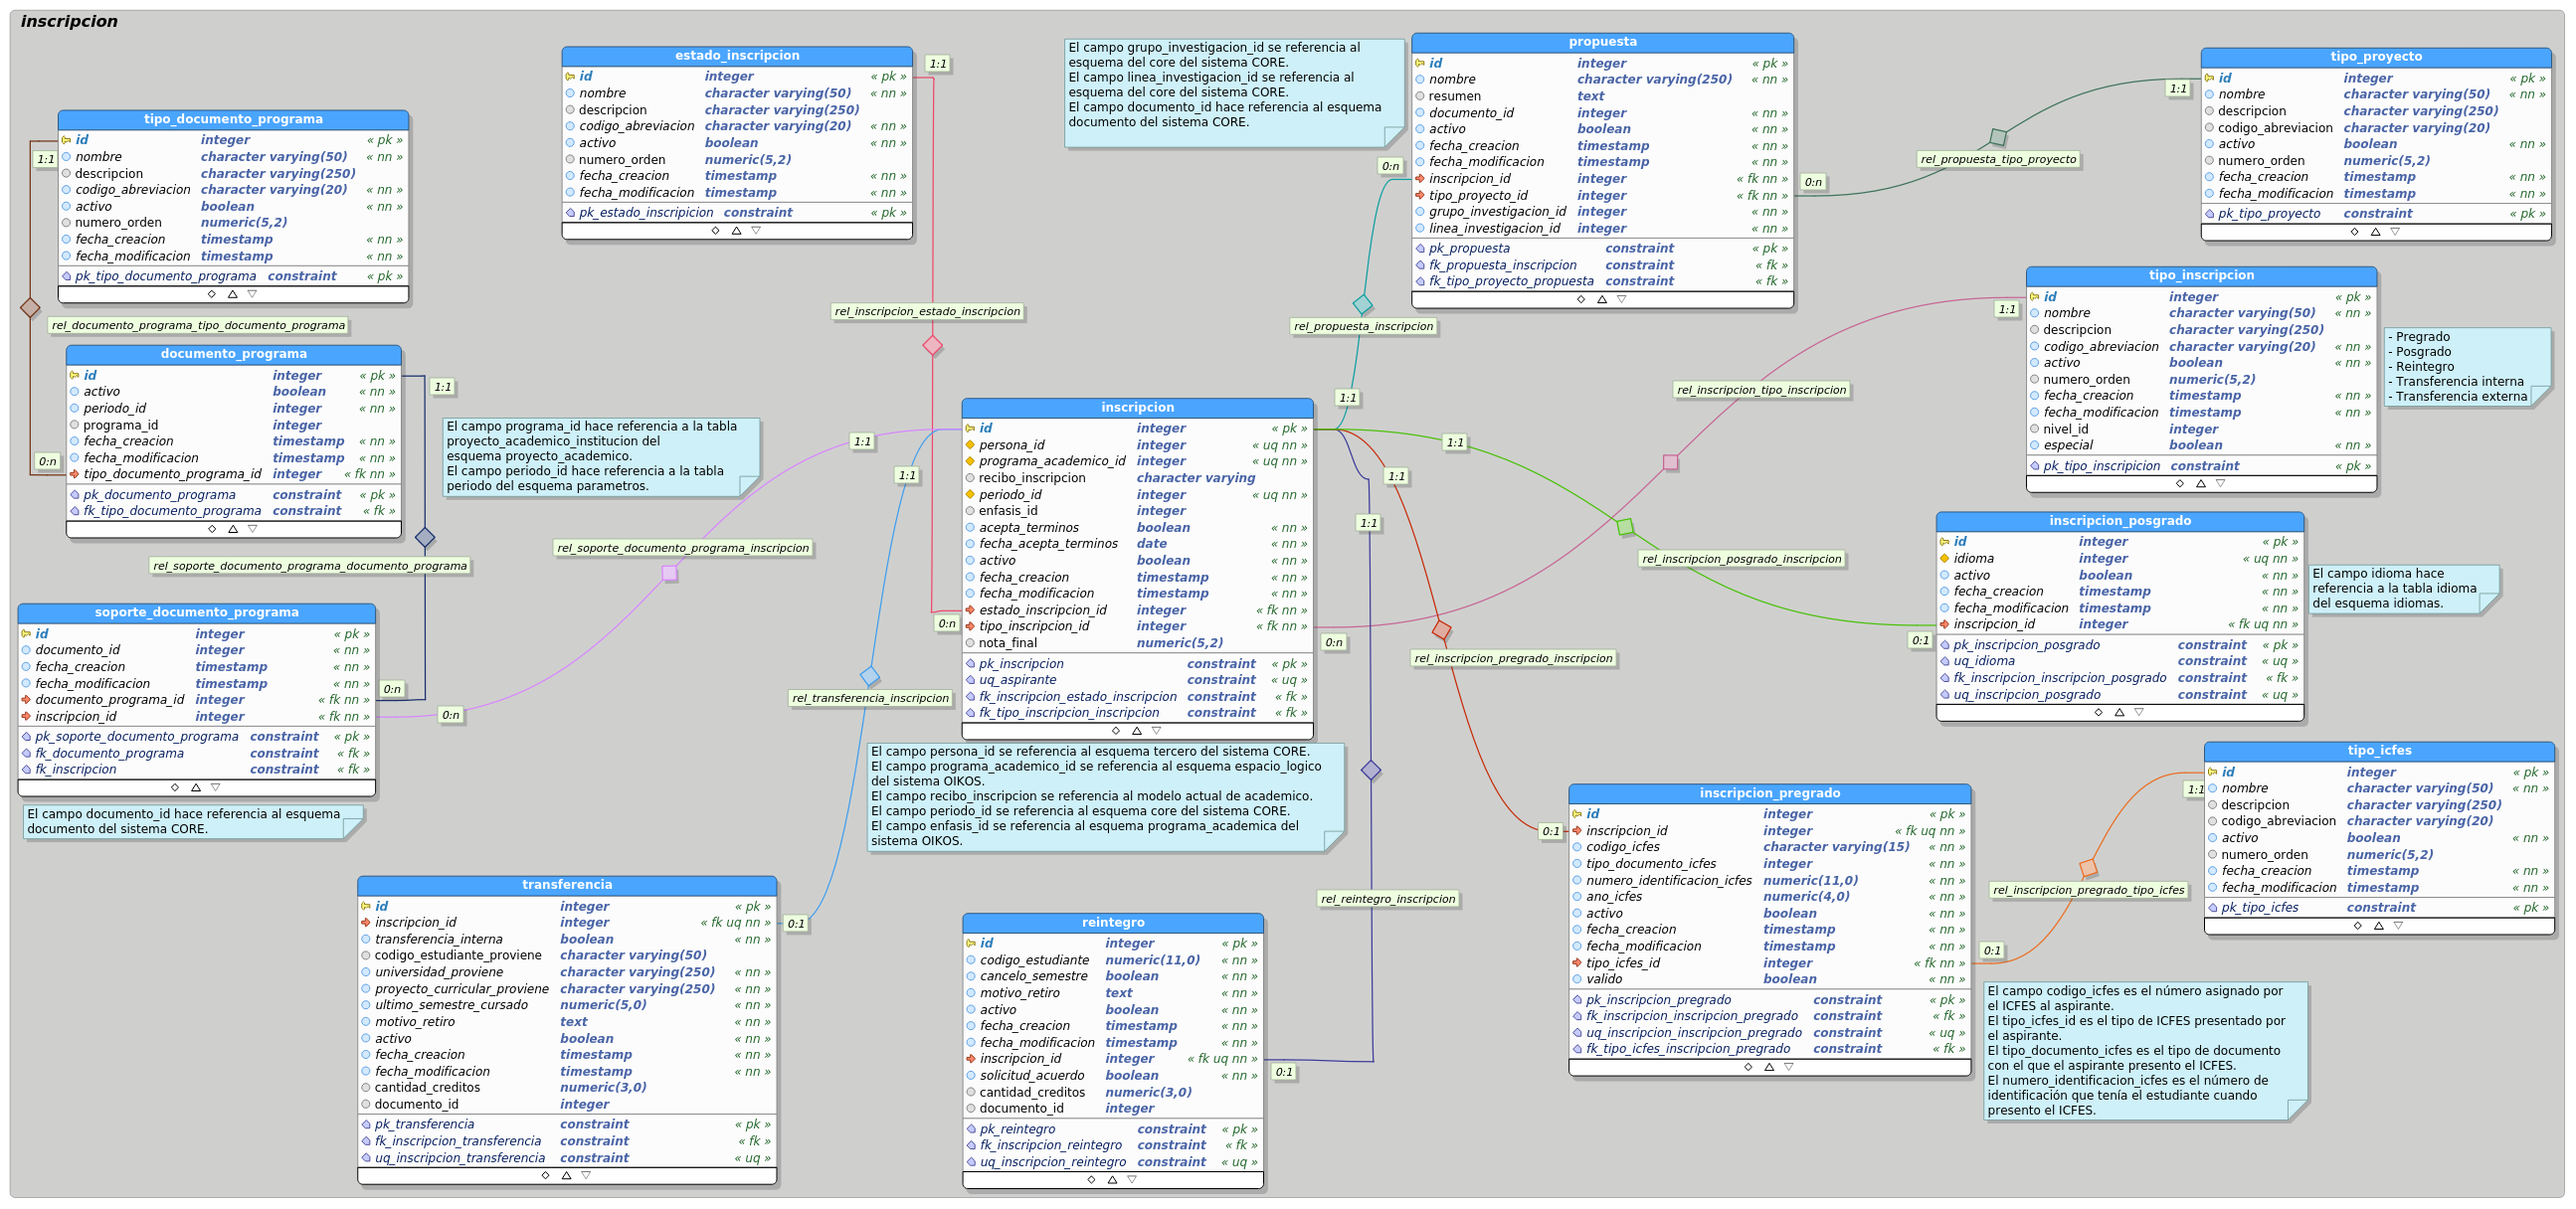 inscripcion
tipo_documento_programa
id integer « pk »
nombre character varying(50) « nn »
descripcion character varying(250)
codigo_abreviacion character varying(20) « nn »
activo boolean « nn »
numero_orden numeric(5,2)
fecha_creacion timestamp « nn »
fecha_modificacion timestamp « nn »
pk_tipo_documento_programa constraint « pk »
1:1
rel_documento_programa_tipo_documento_programa
0:n
documento_programa
id integer « pk »
activo boolean « nn »
periodo_id integer « nn »
programa_id integer
fecha_creacion timestamp « nn »
fecha_modificacion timestamp « nn »
tipo_documento_programa_id integer « fk nn »
pk_documento_programa constraint « pk »
fk_tipo_documento_programa constraint « fk »
1:1
rel_soporte_documento_programa_documento_programa
0:n
El campo programa_id hace referencia a la tabla
proyecto_academico_institucion del
esquema proyecto_academico.
El campo periodo_id hace referencia a la tabla
periodo del esquema parametros.
soporte_documento_programa
id integer « pk »
documento_id integer « nn »
fecha_creacion timestamp « nn »
fecha_modificacion timestamp « nn »
documento_programa_id integer « fk nn »
inscripcion_id integer « fk nn »
pk_soporte_documento_programa constraint « pk »
fk_documento_programa constraint « fk »
fk_inscripcion constraint « fk »
El campo documento_id hace referencia al esquema
documento del sistema CORE.
0:n
rel_soporte_documento_programa_inscripcion
1:1
estado_inscripcion
id integer « pk »
nombre character varying(50) « nn »
descripcion character varying(250)
codigo_abreviacion character varying(20) « nn »
activo boolean « nn »
numero_orden numeric(5,2)
fecha_creacion timestamp « nn »
fecha_modificacion timestamp « nn »
pk_estado_inscripicion constraint « pk »
1:1
rel_inscripcion_estado_inscripcion
0:n
El campo grupo_investigacion_id se referencia al
esquema del core del sistema CORE.
El campo linea_investigacion_id se referencia al
esquema del core del sistema CORE.
El campo documento_id hace referencia al esquema
documento del sistema CORE.
propuesta
id integer « pk »
nombre character varying(250) « nn »
resumen text
documento_id integer « nn »
activo boolean « nn »
fecha_creacion timestamp « nn »
fecha_modificacion timestamp « nn »
inscripcion_id integer « fk nn »
tipo_proyecto_id integer « fk nn »
grupo_investigacion_id integer « nn »
linea_investigacion_id integer « nn »
pk_propuesta constraint « pk »
fk_propuesta_inscripcion constraint « fk »
fk_tipo_proyecto_propuesta constraint « fk »
0:n
rel_propuesta_inscripcion
1:1
0:n
rel_propuesta_tipo_proyecto
1:1
tipo_proyecto
id integer « pk »
nombre character varying(50) « nn »
descripcion character varying(250)
codigo_abreviacion character varying(20)
activo boolean « nn »
numero_orden numeric(5,2)
fecha_creacion timestamp « nn »
fecha_modificacion timestamp « nn »
pk_tipo_proyecto constraint « pk »
tipo_inscripcion
id integer « pk »
nombre character varying(50) « nn »
descripcion character varying(250)
codigo_abreviacion character varying(20) « nn »
activo boolean « nn »
numero_orden numeric(5,2)
fecha_creacion timestamp « nn »
fecha_modificacion timestamp « nn »
nivel_id integer
especial boolean « nn »
pk_tipo_inscripicion constraint « pk »
- Pregrado
- Posgrado
- Reintegro
- Transferencia interna
- Transferencia externa
1:1
rel_inscripcion_tipo_inscripcion
0:n
inscripcion
id integer « pk »
persona_id integer « uq nn »
programa_academico_id integer « uq nn »
recibo_inscripcion character varying
periodo_id integer « uq nn »
enfasis_id integer
acepta_terminos boolean « nn »
fecha_acepta_terminos date « nn »
activo boolean « nn »
fecha_creacion timestamp « nn »
fecha_modificacion timestamp « nn »
estado_inscripcion_id integer « fk nn »
tipo_inscripcion_id integer « fk nn »
nota_final numeric(5,2)
pk_inscripcion constraint « pk »
uq_aspirante constraint « uq »
fk_inscripcion_estado_inscripcion constraint « fk »
fk_tipo_inscripcion_inscripcion constraint « fk »
El campo persona_id se referencia al esquema tercero del sistema CORE.
El campo programa_academico_id se referencia al esquema espacio_logico
del sistema OIKOS.
El campo recibo_inscripcion se referencia al modelo actual de academico.
El campo periodo_id se referencia al esquema core del sistema CORE.
El campo enfasis_id se referencia al esquema programa_academica del
sistema OIKOS.
1:1
rel_transferencia_inscripcion
0:1
1:1
rel_inscripcion_posgrado_inscripcion
0:1
1:1
rel_inscripcion_pregrado_inscripcion
0:1
1:1
rel_reintegro_inscripcion
0:1
inscripcion_posgrado
id integer « pk »
idioma integer « uq nn »
activo boolean « nn »
fecha_creacion timestamp « nn »
fecha_modificacion timestamp « nn »
inscripcion_id integer « fk uq nn »
pk_inscripcion_posgrado constraint « pk »
uq_idioma constraint « uq »
fk_inscripcion_inscripcion_posgrado constraint « fk »
uq_inscripcion_posgrado constraint « uq »
El campo idioma hace
referencia a la tabla idioma
del esquema idiomas.
transferencia
id integer « pk »
inscripcion_id integer « fk uq nn »
transferencia_interna boolean « nn »
codigo_estudiante_proviene character varying(50)
universidad_proviene character varying(250) « nn »
proyecto_curricular_proviene character varying(250) « nn »
ultimo_semestre_cursado numeric(5,0) « nn »
motivo_retiro text « nn »
activo boolean « nn »
fecha_creacion timestamp « nn »
fecha_modificacion timestamp « nn »
cantidad_creditos numeric(3,0)
documento_id integer
pk_transferencia constraint « pk »
fk_inscripcion_transferencia constraint « fk »
uq_inscripcion_transferencia constraint « uq »
reintegro
id integer « pk »
codigo_estudiante numeric(11,0) « nn »
cancelo_semestre boolean « nn »
motivo_retiro text « nn »
activo boolean « nn »
fecha_creacion timestamp « nn »
fecha_modificacion timestamp « nn »
inscripcion_id integer « fk uq nn »
solicitud_acuerdo boolean « nn »
cantidad_creditos numeric(3,0)
documento_id integer
pk_reintegro constraint « pk »
fk_inscripcion_reintegro constraint « fk »
uq_inscripcion_reintegro constraint « uq »
inscripcion_pregrado
id integer « pk »
inscripcion_id integer « fk uq nn »
codigo_icfes character varying(15) « nn »
tipo_documento_icfes integer « nn »
numero_identificacion_icfes numeric(11,0) « nn »
ano_icfes numeric(4,0) « nn »
activo boolean « nn »
fecha_creacion timestamp « nn »
fecha_modificacion timestamp « nn »
tipo_icfes_id integer « fk nn »
valido boolean « nn »
pk_inscripcion_pregrado constraint « pk »
fk_inscripcion_inscripcion_pregrado constraint « fk »
uq_inscripcion_inscripcion_pregrado constraint « uq »
fk_tipo_icfes_inscripcion_pregrado constraint « fk »
0:1
rel_inscripcion_pregrado_tipo_icfes
1:1
tipo_icfes
id integer « pk »
nombre character varying(50) « nn »
descripcion character varying(250)
codigo_abreviacion character varying(20)
activo boolean « nn »
numero_orden numeric(5,2)
fecha_creacion timestamp « nn »
fecha_modificacion timestamp « nn »
pk_tipo_icfes constraint « pk »
El campo codigo_icfes es el número asignado por
el ICFES al aspirante.
El tipo_icfes_id es el tipo de ICFES presentado por
el aspirante.
El tipo_documento_icfes es el tipo de documento
con el que el aspirante presento el ICFES.
El numero_identificacion_icfes es el número de
identificación que tenía el estudiante cuando
presento el ICFES.